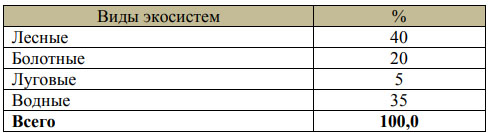 Виды экосистем %
Лесные 40
Болотные 20
Луговые 5
Водные 35
Всего 100,0